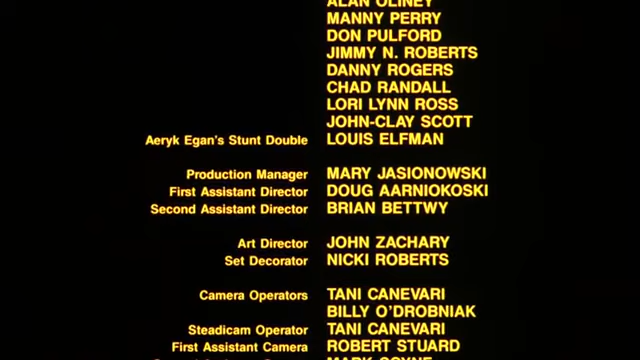 ALAN OLINEY
MANNY PERRY
DON PULFORD
JIMMY N. ROBERTS
DANNY ROGERS
CHAD RANDALL
LORI LYNN ROSS
JOHN-CLAY SCOTT
Aeryk Egan's Stunt Double LOUIS ELFMAN
Production Manager MARY JASIONOWSKI
First Assistant Director DOUG AARNIOKOSKI
Second Assistant Director BRIAN BETTWY
Art Director JOHN ZACHARY
Set Decorator NICKI ROBERTS
Camera Operators TANI CANEVARI
BILLY O'DROBNIAK
Steadicam Operator TANI CANEVARI
First Assistant Camera ROBERT STUARD